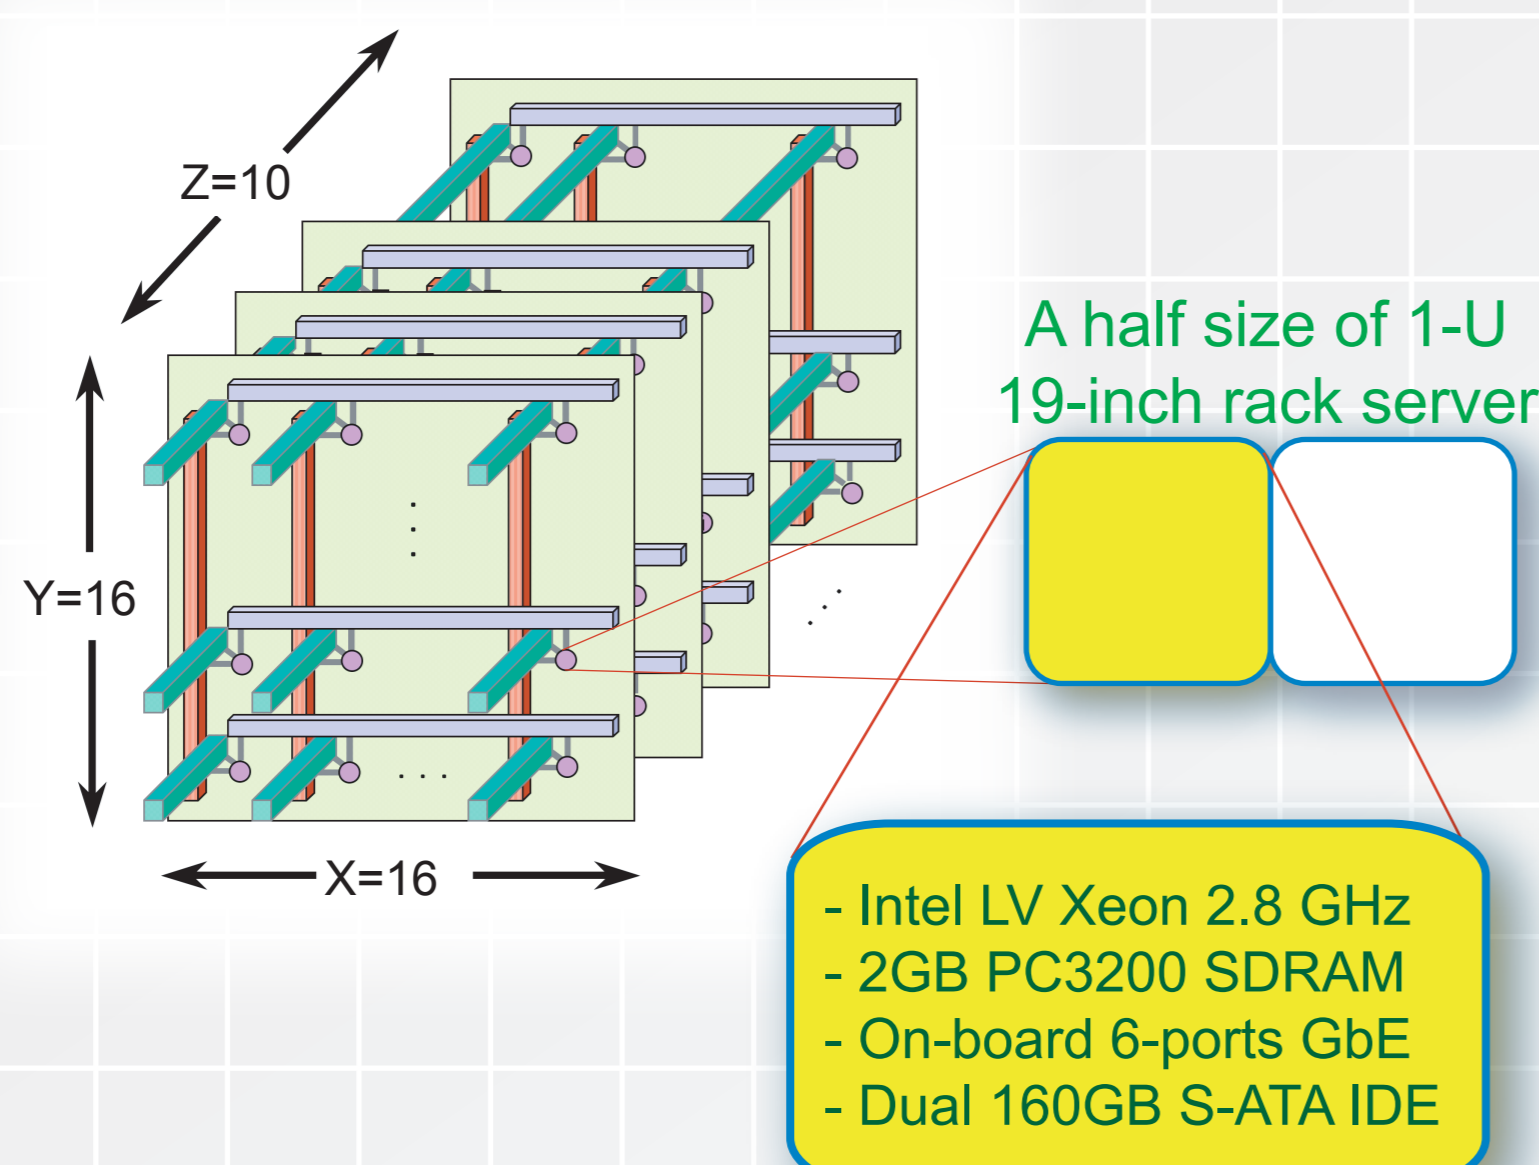 Z=10
A half size of 1-U
19-inch rack server
Y=16
X=16
- Intel LV Xeon 2.8 GHz
- 2GB PC3200 SDRAM
- On-board 6-ports GbE
- Dual 160GB S-ATA IDE